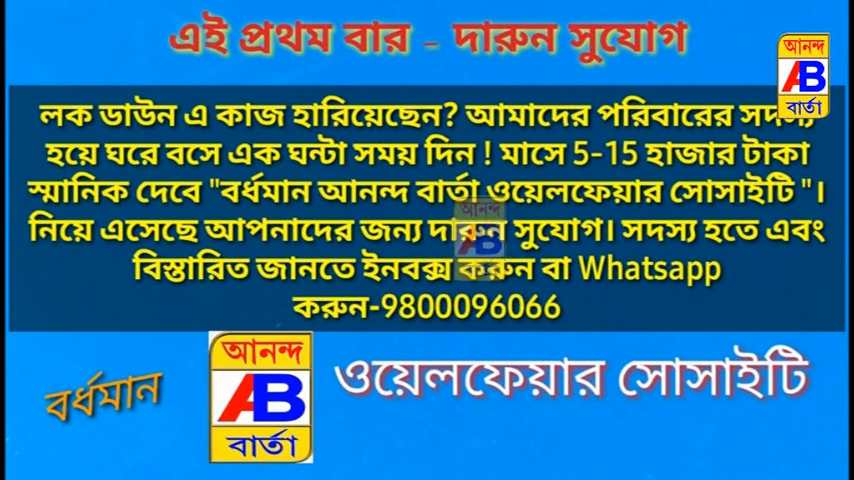 এই প্রথম বার - দারুন সুযোগ
আনন্দ
AB
বার্তা
লক ডাউন এ কাজ হারিয়েছেন? আমাদের পরিবারের সদস্য
হয়ে ঘরে বসে এক ঘন্টা সময় দিন ! মাসে 5-15 হাজার টাকা
স্মানিক দেবে "বর্ধমান আনন্দ বার্তা ওয়েলফেয়ার সোসাইটি "।
নিয়ে এসেছে আপনাদের জন্য দারুন সুযোগ। সদস্য হতে এবং
বিস্তারিত জানতে ইনবক্স করুন বা Whatsapp
করুন-9800096066
আনন্দ
AB
বর্ধমান
আনন্দ
AB
বার্তা
ওয়েলফেয়ার সোসাইটি